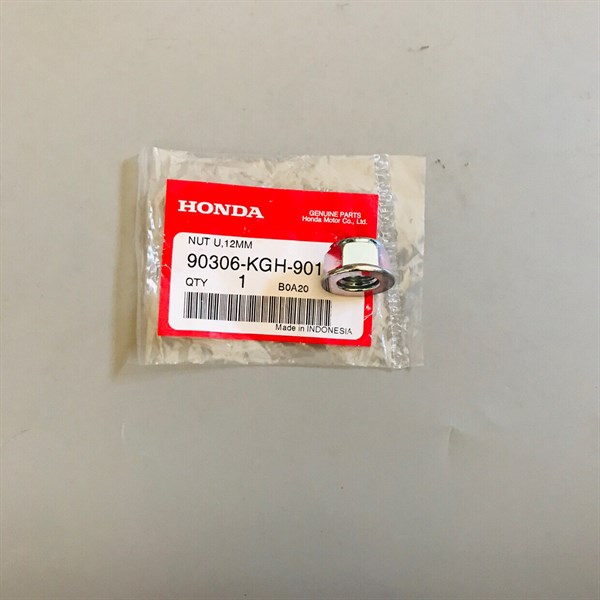 HONDA
GENUINE PARTS
Honda Motor Co., Ltd.
NUT U,12MM
90306-KGH-901
QTY 1 B0A20
Made in INDONESIA